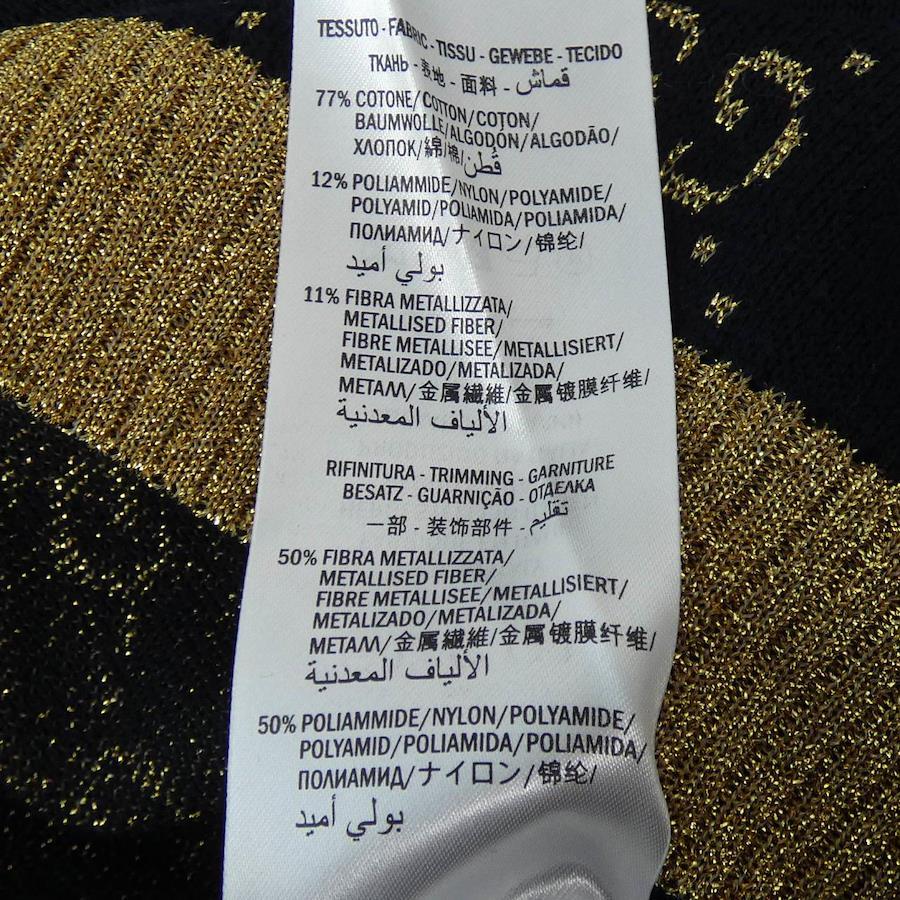 TESSUTO - FABRIC - TISSU - GEWEBE - TECIDO
ТКАНЬ - 表地 - 面料 - قماش
77% COTONE/COTTON/COTON/
BAUMWOLLE/ALGODÓN/ALGODÃO/
ХЛОПОК/綿/棉/قُطن
12% POLIAMMIDE/NYLON/POLYAMIDE/
POLYAMID/POLIAMIDA/POLIAMIDA/
ПОЛИАМИД/ナイロン/锦纶/
بولي أميد
11% FIBRA METALLIZZATA/
METALLISED FIBER/
FIBRE METALLISEE/METALLISIERT/
METALIZADO/METALIZADA/
МЕТАЛЛ/金属繊維/金属镀膜纤维/
الألياف المعدنية
RIFINITURA - TRIMMING - GARNITURE
BESATZ - GUARNIÇÃO - ОТДЕЛКА
一部 - 装饰部件 - تقليم
50% FIBRA METALLIZZATA/
METALLISED FIBER/
FIBRE METALLISEE/METALLISIERT/
METALIZADO/METALIZADA/
МЕТАЛЛ/金属繊維/金属镀膜纤维/
الألياف المعدنية
50% POLIAMMIDE/NYLON/POLYAMIDE/
POLYAMID/POLIAMIDA/POLIAMIDA/
ПОЛИАМИД/ナイロン/锦纶/
بولي أميد